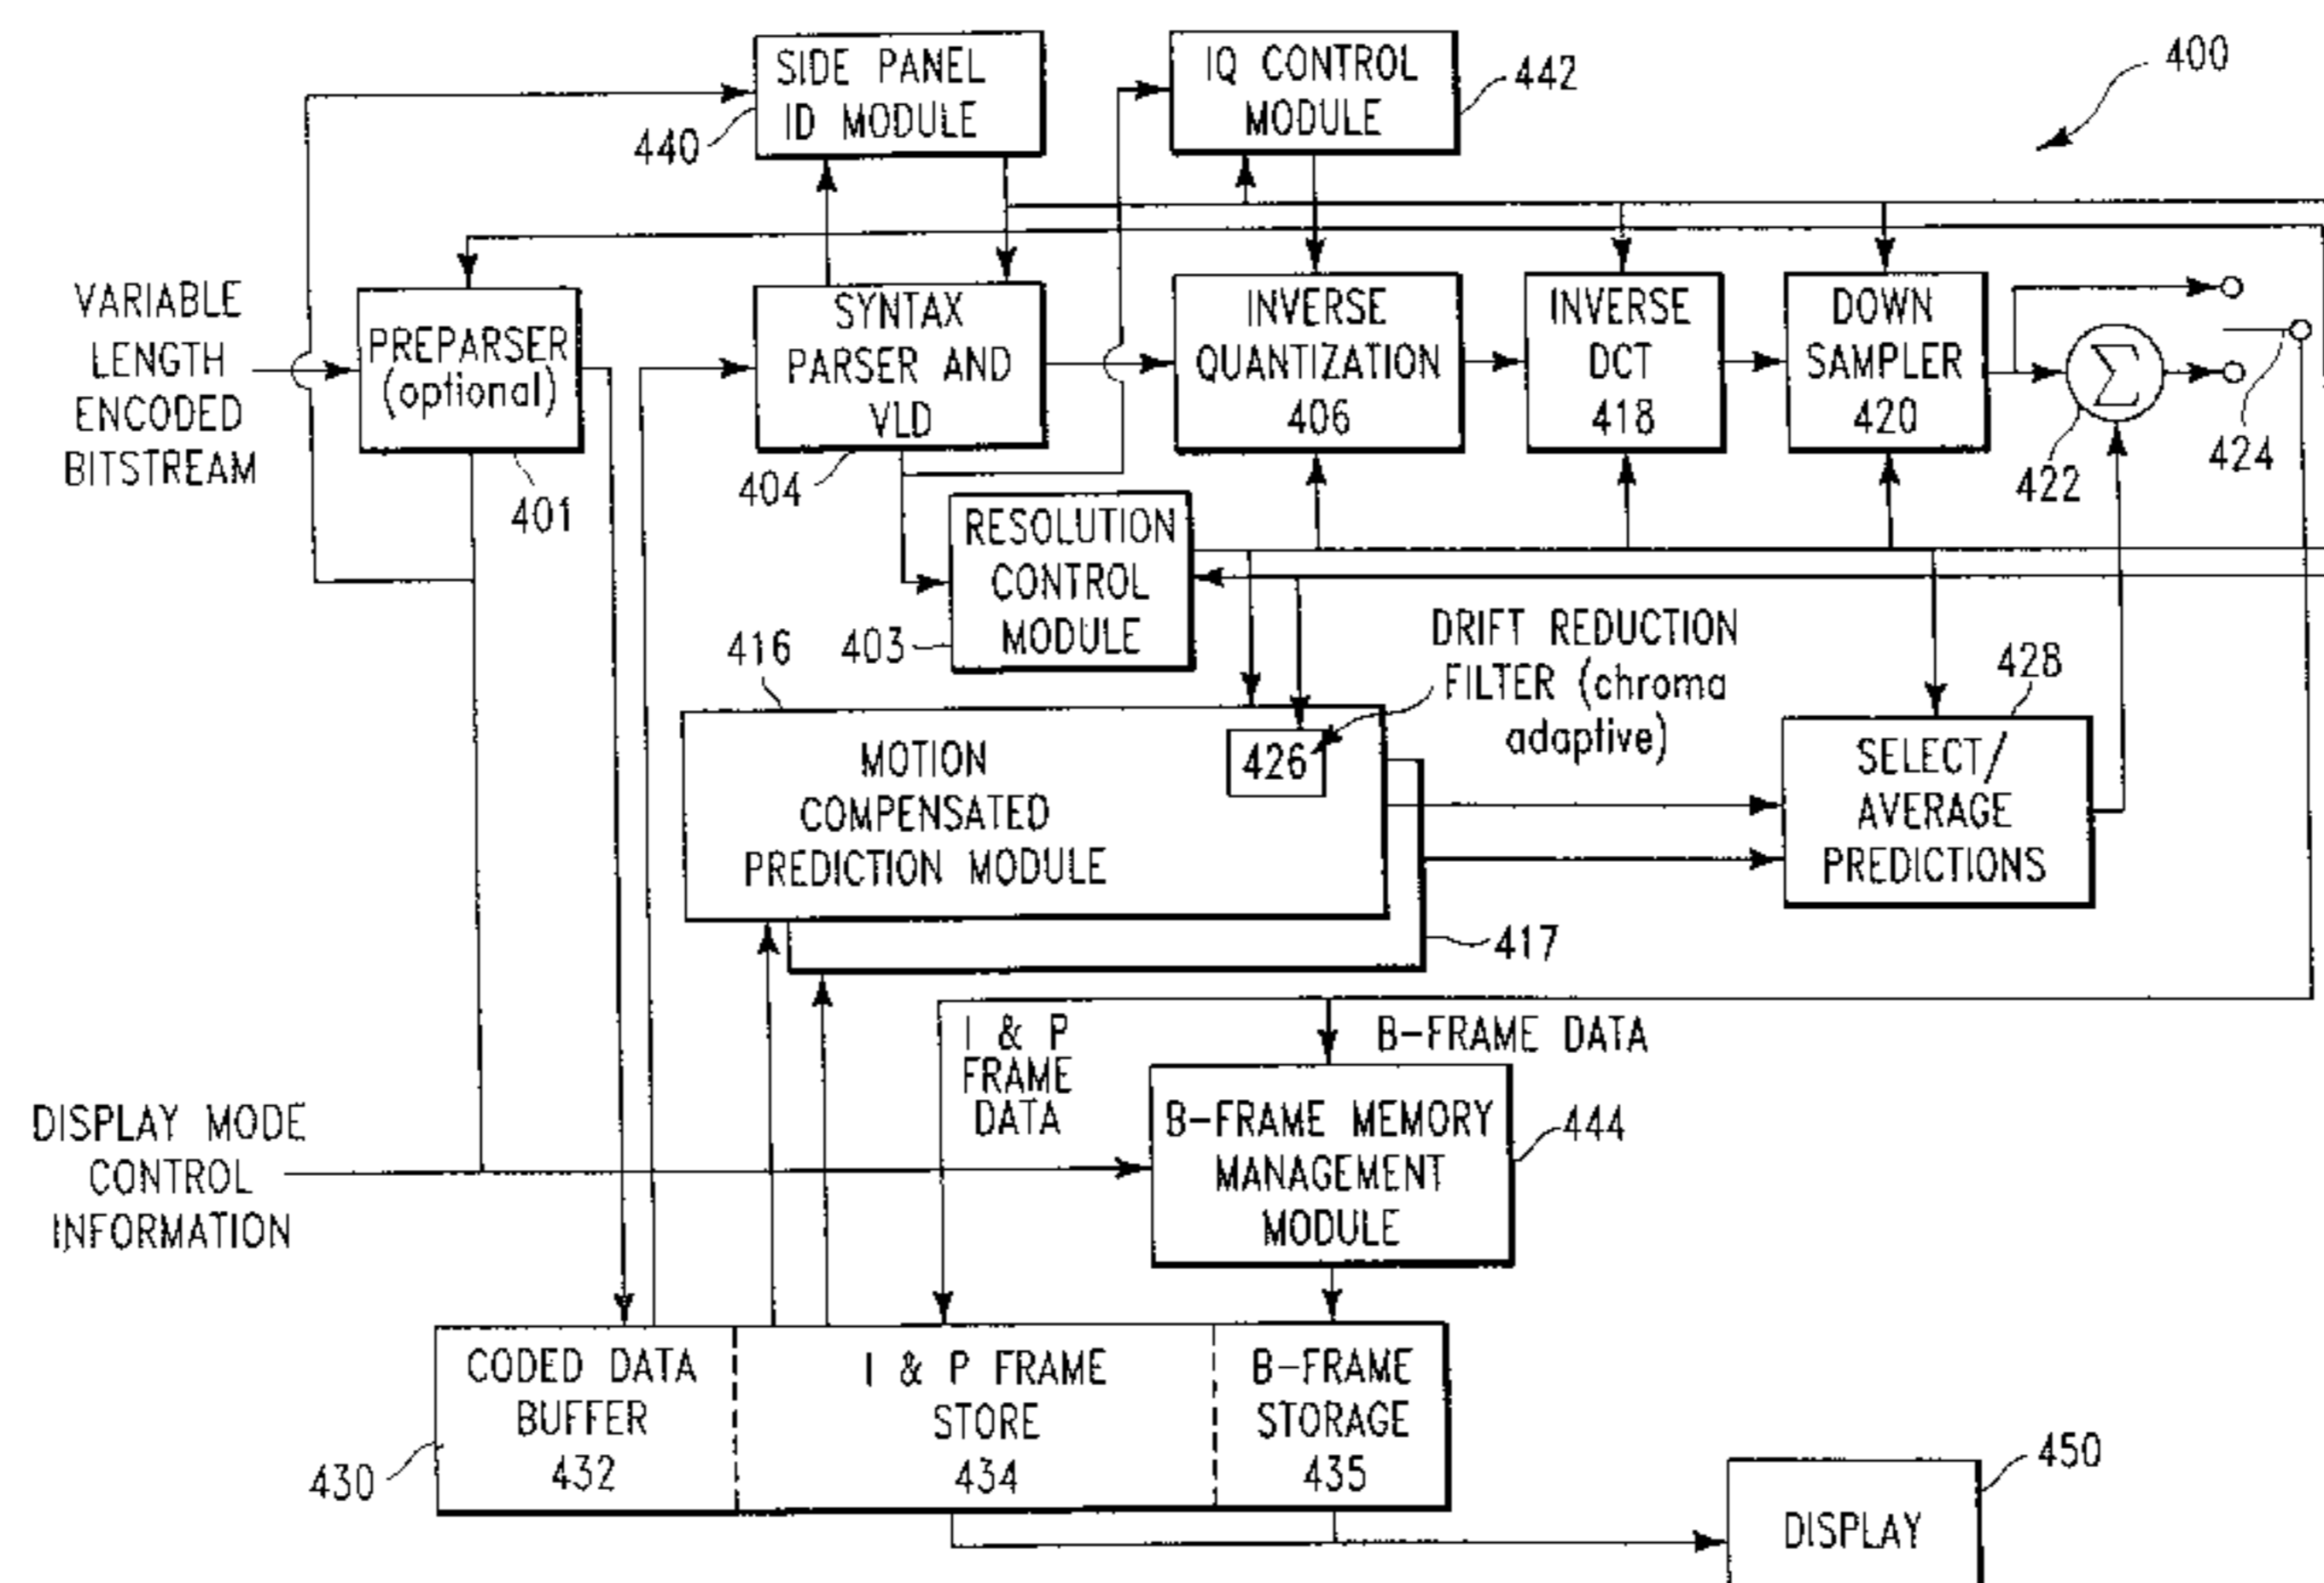 SIDE PANEL
ID MODULE
440
IQ CONTROL
MODULE
442
400
VARIABLE
LENGTH
ENCODED
BITSTREAM
PREPARSER
(optional)
401
SYNTAX
PARSER AND
VLD
404
INVERSE
QUANTIZATION
406
INVERSE
DCT
418
DOWN
SAMPLER
420
Σ
422
424
RESOLUTION
CONTROL
MODULE
403
416
DRIFT REDUCTION
FILTER (chroma
adaptive)
426
MOTION
COMPENSATED
PREDICTION MODULE
417
428
SELECT/
AVERAGE
PREDICTIONS
I & P
FRAME
DATA
B-FRAME DATA
DISPLAY MODE
CONTROL
INFORMATION
B-FRAME MEMORY
MANAGEMENT
MODULE
444
CODED DATA
BUFFER
432
430
I & P FRAME
STORE
434
B-FRAME
STORAGE
435
450
DISPLAY